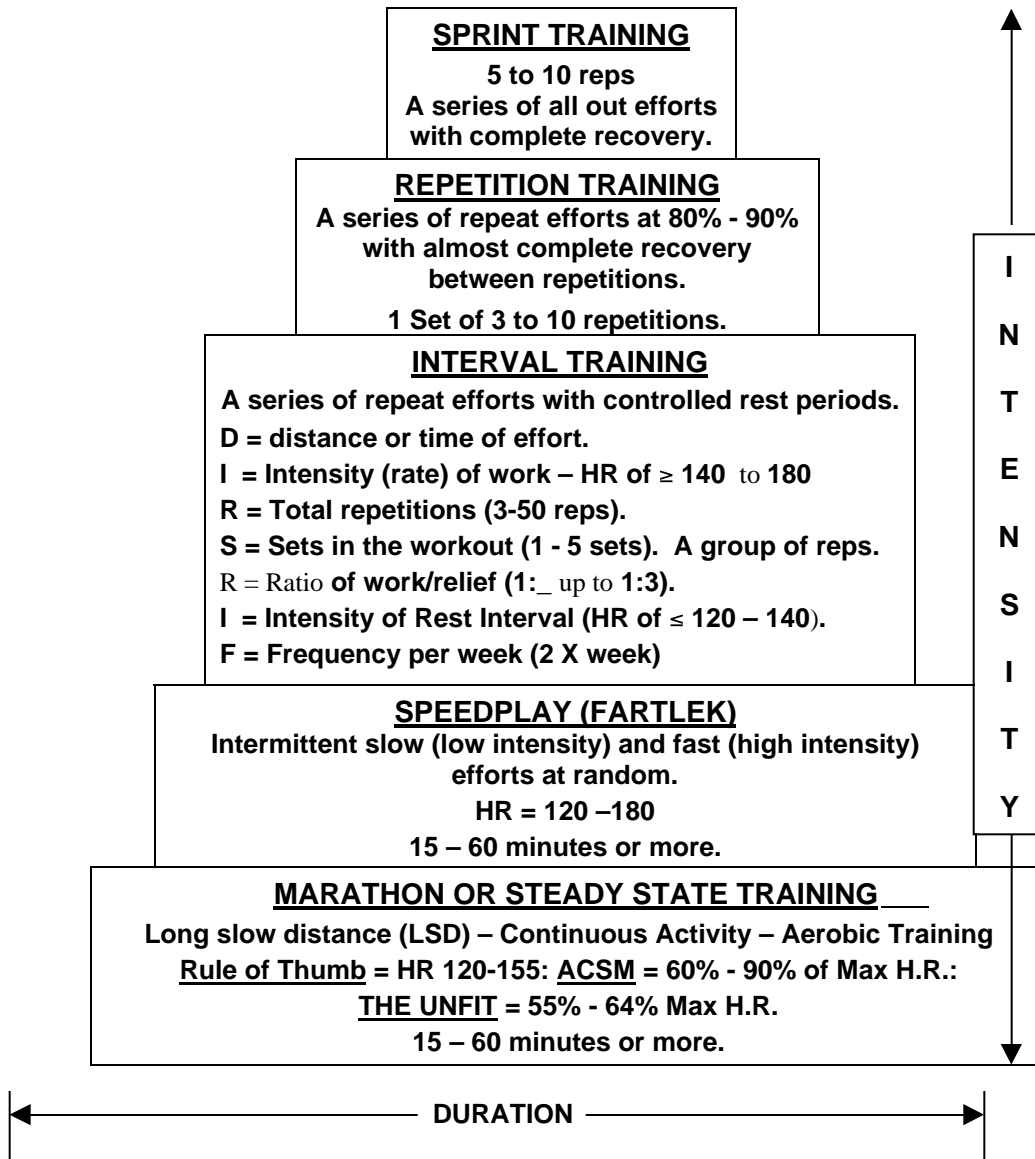 SPRINT TRAINING
5 to 10 reps
A series of all out efforts
with complete recovery.
REPETITION TRAINING
A series of repeat efforts at 80% - 90%
with almost complete recovery
between repetitions.
1 Set of 3 to 10 repetitions.
INTERVAL TRAINING
A series of repeat efforts with controlled rest periods.
D = distance or time of effort.
I = Intensity (rate) of work – HR of ≥ 140 to 180
R = Total repetitions (3-50 reps).
S = Sets in the workout (1 - 5 sets). A group of reps.
R = Ratio of work/relief (1:_ up to 1:3).
I = Intensity of Rest Interval (HR of ≤ 120 – 140).
F = Frequency per week (2 X week)
SPEEDPLAY (FARTLEK)
Intermittent slow (low intensity) and fast (high intensity)
efforts at random.
HR = 120 –180
15 – 60 minutes or more.
MARATHON OR STEADY STATE TRAINING
Long slow distance (LSD) – Continuous Activity – Aerobic Training
Rule of Thumb = HR 120-155: ACSM = 60% - 90% of Max H.R.:
THE UNFIT = 55% - 64% Max H.R.
15 – 60 minutes or more.
I
N
T
E
N
S
I
T
Y
DURATION